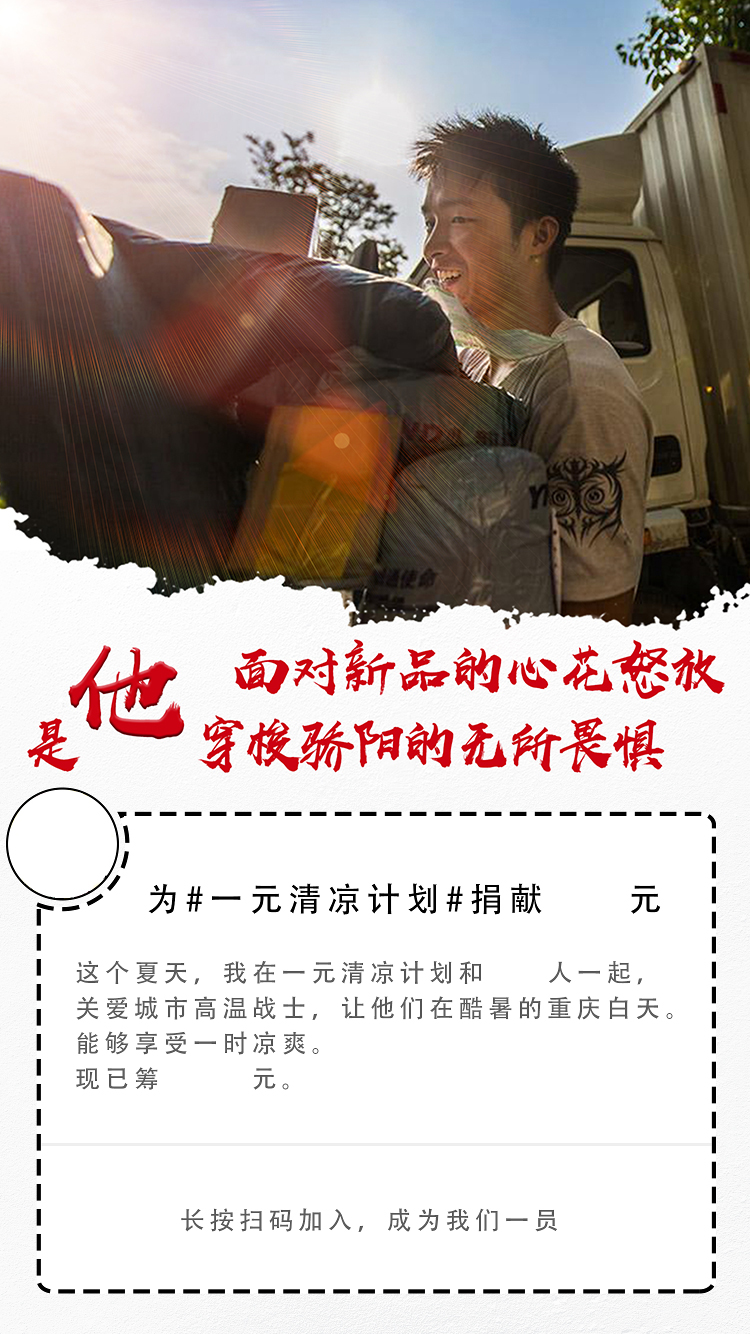 面对新品的心花怒放
是他 穿梭骄阳的无所畏惧
为#一元清凉计划#捐献 元
这个夏天，我在一元清凉计划和 人一起，
关爱城市高温战士，让他们在酷暑的重庆白天。
能够享受一时凉爽。
现已筹 元。
长按扫码加入，成为我们一员